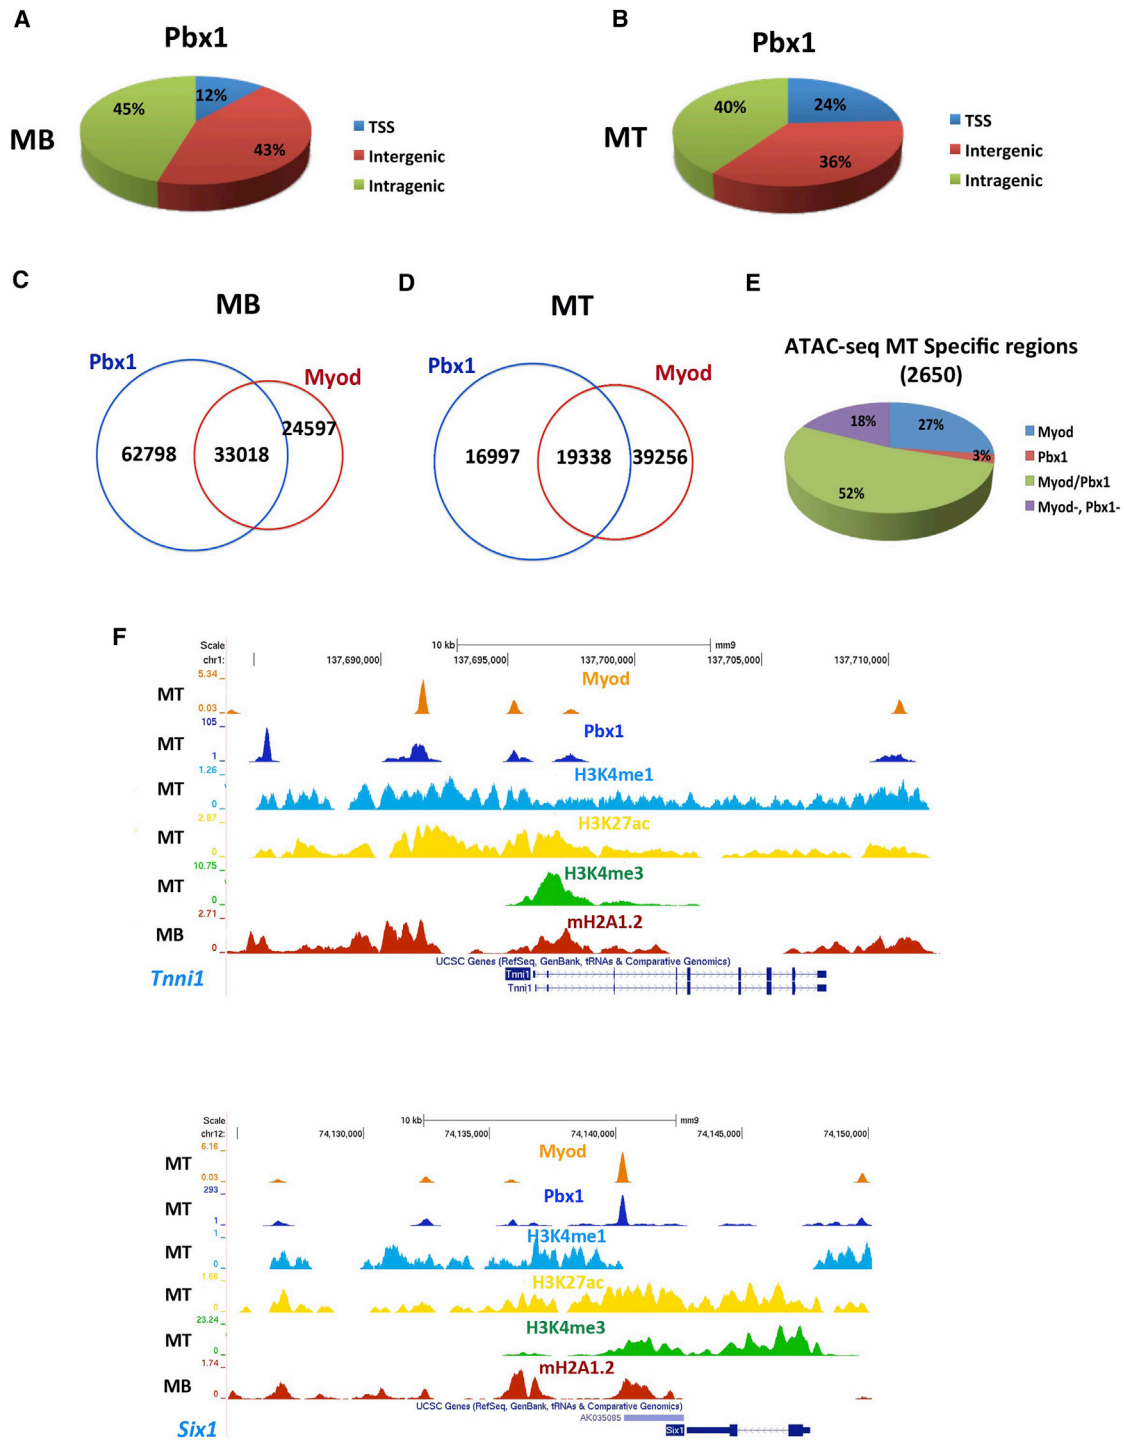 A
Pbx1
MB
12%
45%
43%
TSS
Intergenic
Intragenic
B
Pbx1
MT
24%
40%
36%
TSS
Intergenic
Intragenic
C
MB
Pbx1
Myod
62798
33018
24597
D
MT
Pbx1
Myod
16997
19338
39256
E
ATAC-seq MT Specific regions
(2650)
18%
27%
3%
52%
Myod
Pbx1
Myod/Pbx1
Myod-, Pbx1-
F
Scale
10 kb
mm9
chr1:
137,690,000
137,695,000
137,700,000
137,705,000
137,710,000
MT
5.34
0.03
Myod
MT
105
1
Pbx1
MT
1.26
0
H3K4me1
MT
2.87
0
H3K27ac
MT
10.75
0
H3K4me3
MB
2.71
0
mH2A1.2
UCSC Genes (RefSeq, GenBank, tRNAs & Comparative Genomics)
Tnni1
Tnni1
Tnni1
Scale
10 kb
mm9
chr12:
74,130,000
74,135,000
74,140,000
74,145,000
74,150,000
MT
6.16
0.03
Myod
MT
293
1
Pbx1
MT
1
0
H3K4me1
MT
1.68
0
H3K27ac
MT
23.24
0
H3K4me3
MB
1.74
0
mH2A1.2
UCSC Genes (RefSeq, GenBank, tRNAs & Comparative Genomics)
AK035085
Six1
Six1